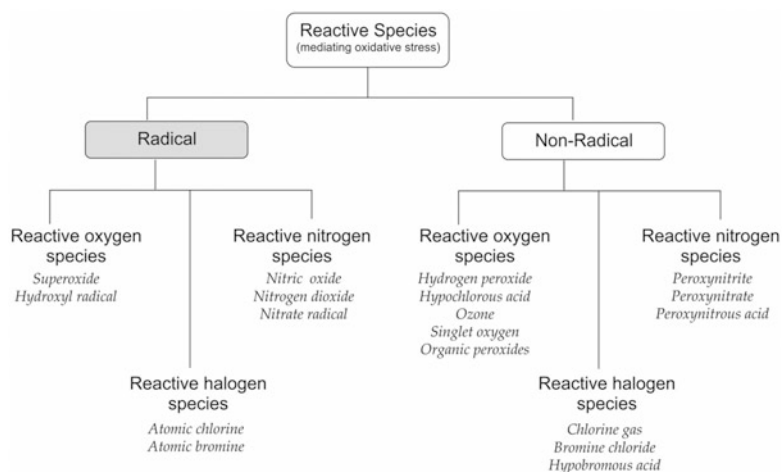 Reactive Species
(mediating oxidative stress)
Radical
Non-Radical
Reactive oxygen
species
Superoxide
Hydroxyl radical
Reactive nitrogen
species
Nitric oxide
Nitrogen dioxide
Nitrate radical
Reactive halogen
species
Atomic chlorine
Atomic bromine
Reactive oxygen
species
Hydrogen peroxide
Hypochlorous acid
Ozone
Singlet oxygen
Organic peroxides
Reactive nitrogen
species
Peroxynitrite
Peroxynitrate
Peroxynitrous acid
Reactive halogen
species
Chlorine gas
Bromine chloride
Hypobromous acid